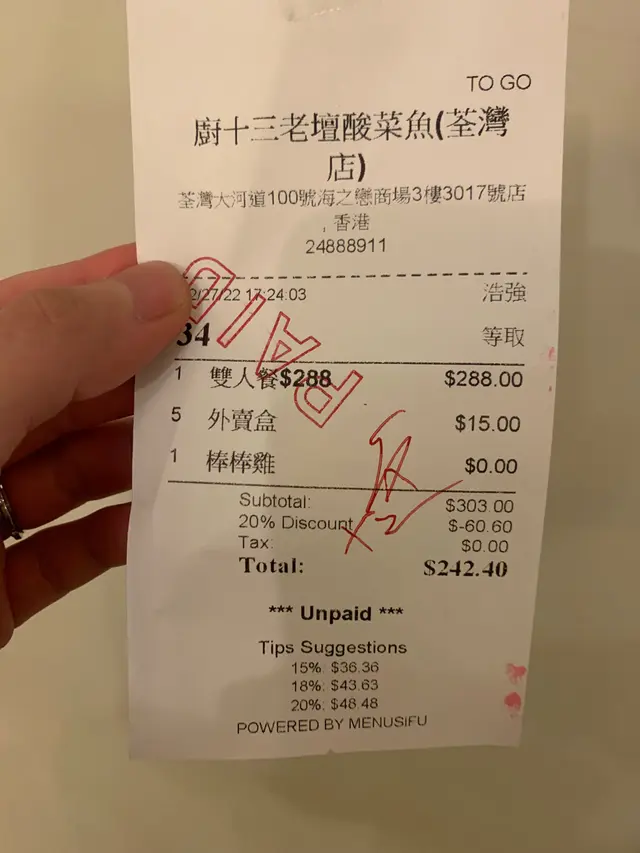 TO GO
廚十三老壇酸菜魚(荃灣
店)
荃灣大河道100號海之戀商場3樓3017號店
, 香港
24888911
2/27/22 17:24:03 浩強
34 等取
PAID
1 雙人餐$288 $288.00
5 外賣盒 $15.00
1 棒棒雞 $0.00
Subtotal: $303.00
20% Discount $-60.60
Tax: $0.00
Total: $242.40
*** Unpaid ***
Tips Suggestions
15%: $36.36
18%: $43.63
20%: $48.48
POWERED BY MENUSIFU